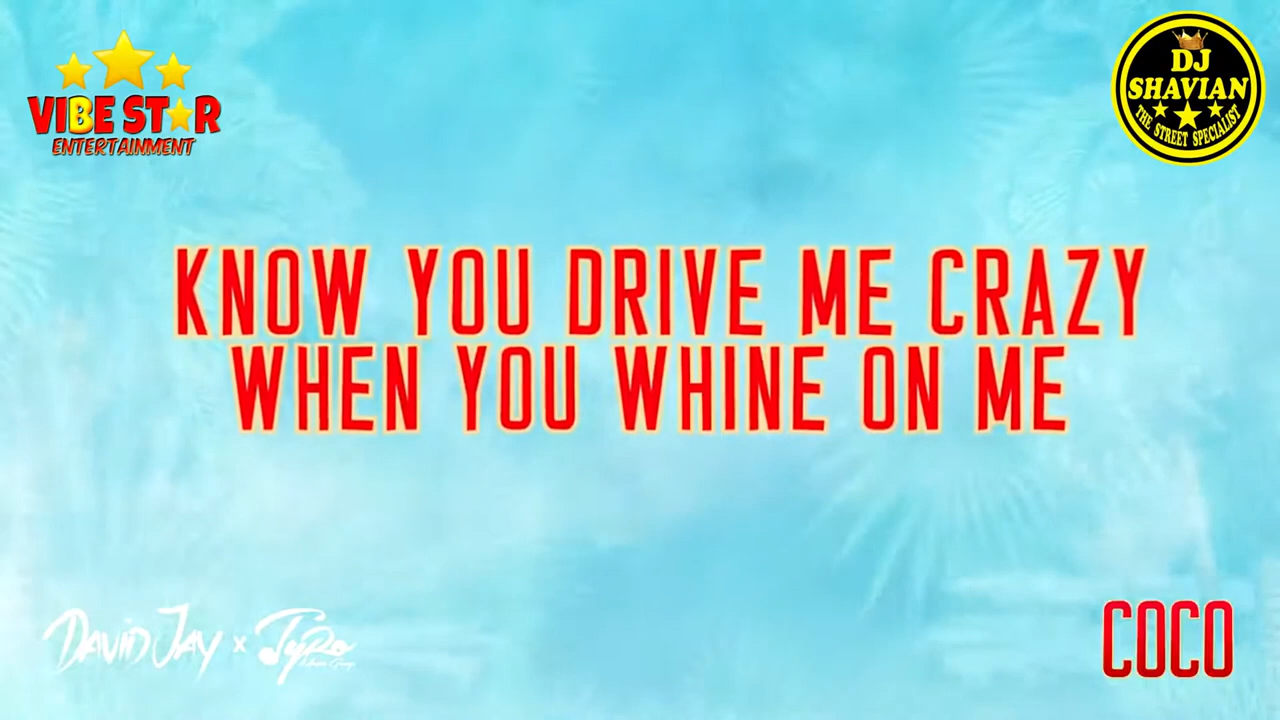 VIBE STAR
ENTERTAINMENT
DJ
SHAVIAN
THE STREET SPECIALIST
KNOW YOU DRIVE ME CRAZY
WHEN YOU WHINE ON ME
DAVID JAY x JyRo
COCO